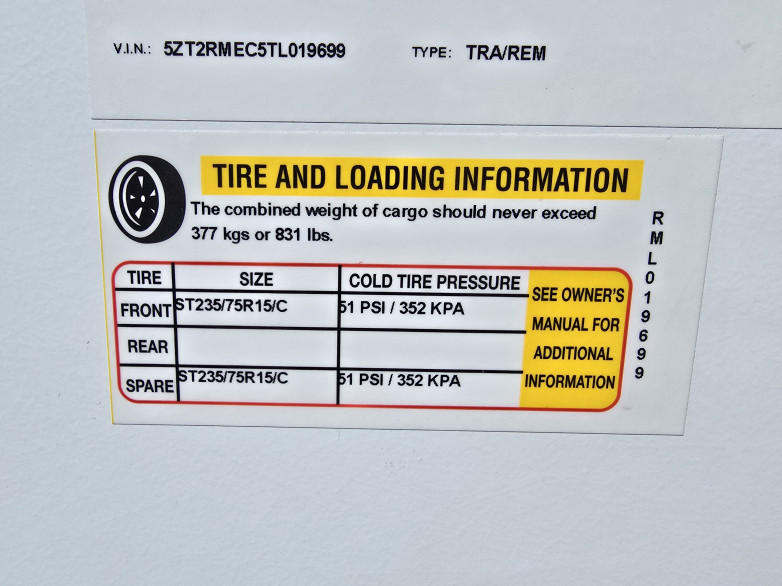 V.I.N.: 5ZT2RMEC5TL019699 TYPE: TRA/REM
TIRE AND LOADING INFORMATION
The combined weight of cargo should never exceed
377 kgs or 831 lbs.
TIRE SIZE COLD TIRE PRESSURE SEE OWNER'S MANUAL FOR ADDITIONAL INFORMATION
FRONT ST235/75R15/C 51 PSI / 352 KPA
REAR
SPARE ST235/75R15/C 51 PSI / 352 KPA
RML019699